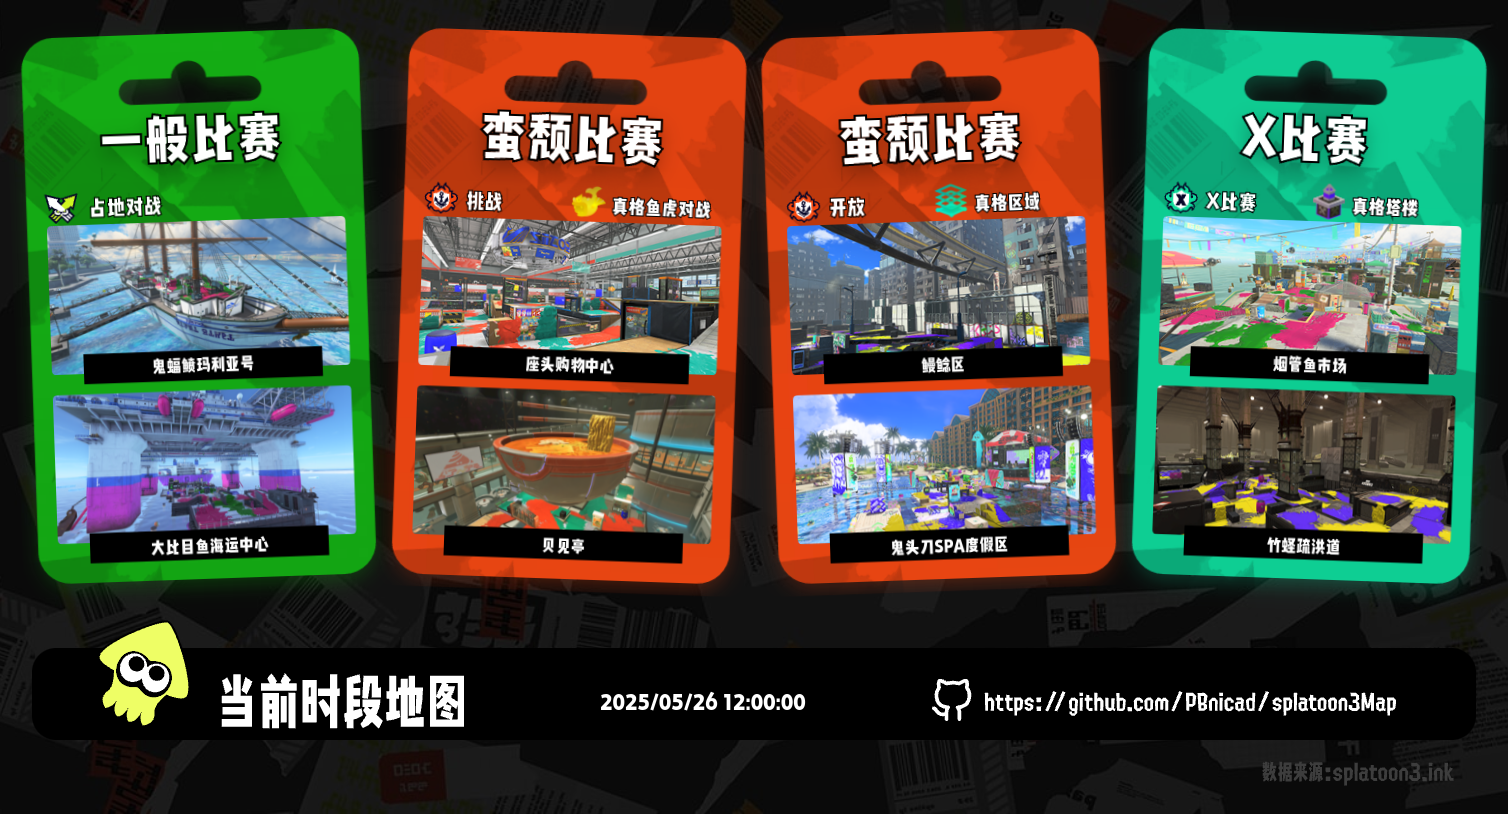 一般比赛
占地对战
鬼蝠鲼玛利亚号
大比目鱼海运中心
蛮颓比赛
挑战
真格鱼虎对战
座头购物中心
贝见亭
蛮颓比赛
开放
真格区域
鳗鲶区
鬼头刀SPA度假区
X比赛
X比赛
真格塔楼
烟管鱼市场
竹蛏疏洪道
当前时段地图
2025/05/26 12:00:00
https://github.com/PBnicad/splatoon3Map
数据来源:splatoon3.ink